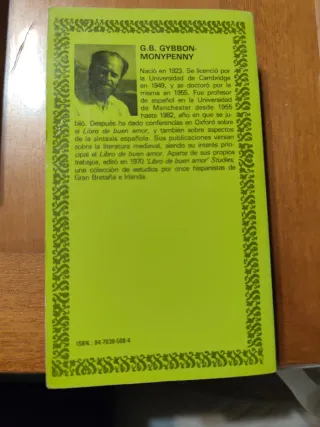 G.B. GYBBON-
MONYPENNY
Nació en 1923. Se licenció por
la Universidad de Cambridge
en 1949, y se doctoró por la
misma en 1955. Fue profesor
de español en la Universidad
de Manchester desde 1955
hasta 1982, año en que se ju-
biló. Después ha dado conferencias en Oxford sobre
el Libro de buen amor, y también sobre aspectos
de la sintaxis española. Sus publicaciones versan
sobre la literatura medieval, siendo su interés prin-
cipal el Libro de buen amor. Aparte de sus propios
trabajos, editó en 1970 'Libro de buen amor' Studies,
una colección de estudios por once hispanistas de
Gran Bretaña e Irlanda.
ISBN.: 84-7039-508-4